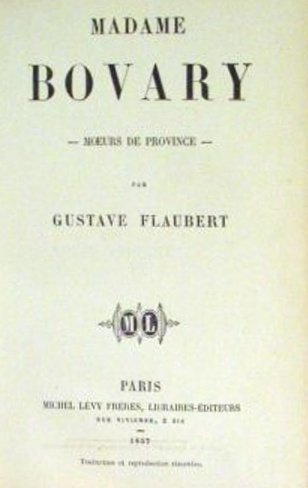 MADAME
BOVARY
— MŒURS DE PROVINCE —
PAR
GUSTAVE FLAUBERT
ML
PARIS
MICHEL LÉVY FRÈRES, LIBRAIRES-ÉDITEURS
RUE VIVIENNE, 2 BIS
1857
Traduction et reproduction réservées.